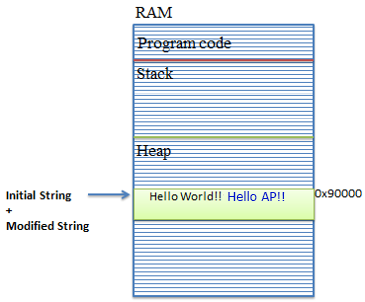 RAM
Program code
Stack
Heap
Hello World!! Hello AP!!
0x90000
Initial String
+
Modified String